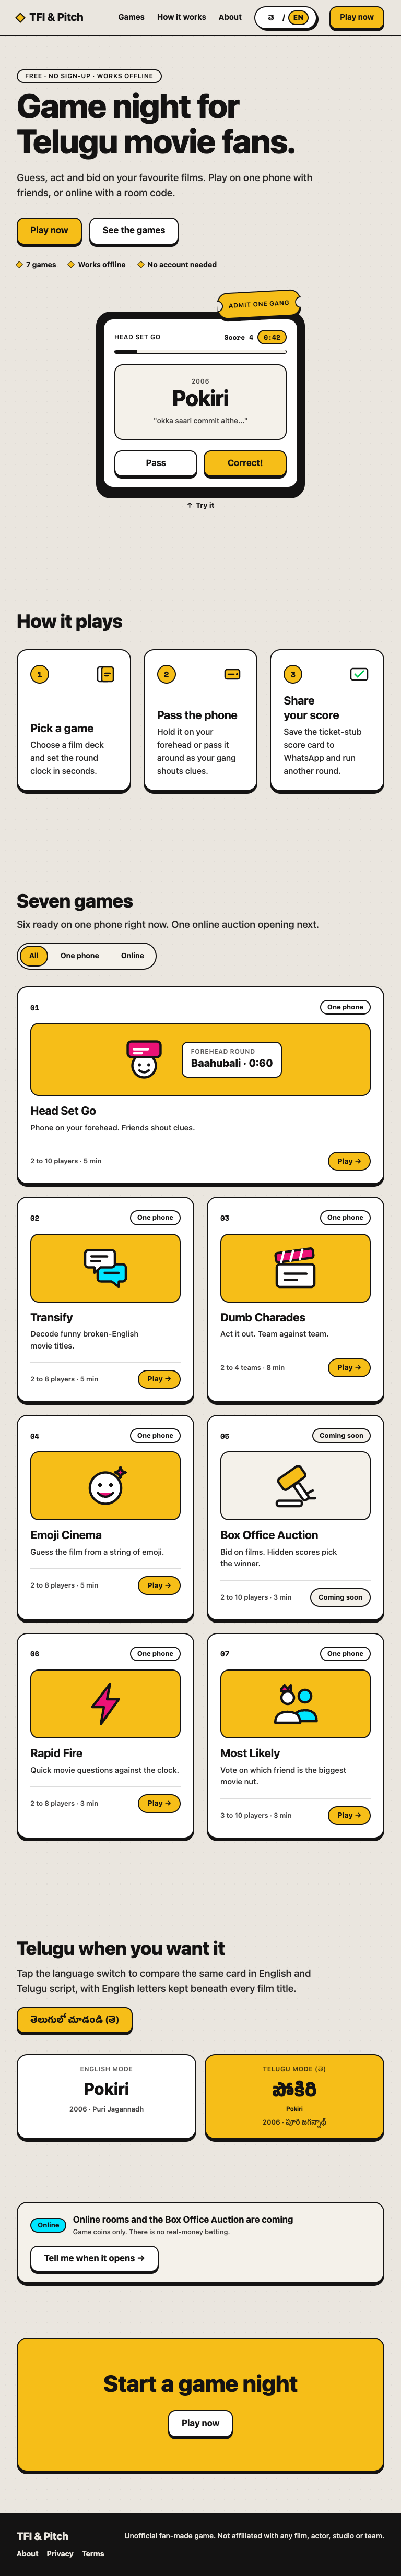 TFI & Pitch
Games
How it works
About
తె / EN
Play now
FREE · NO SIGN-UP · WORKS OFFLINE
Game night for
Telugu movie fans.
Guess, act and bid on your favourite films. Play on one phone with
friends, or online with a room code.
Play now
See the games
7 games
Works offline
No account needed
ADMIT ONE GANG
HEAD SET GO
Score 4
0:42
2006
Pokiri
"okka saari commit aithe..."
Pass
Correct!
↑ Try it
How it plays
1
Pick a game
Choose a film deck
and set the round
clock in seconds.
2
Pass the phone
Hold it on your
forehead or pass it
around as your gang
shouts clues.
3
Share
your score
Save the ticket-stub
score card to
WhatsApp and run
another round.
Seven games
Six ready on one phone right now. One online auction opening next.
All
One phone
Online
01
One phone
FOREHEAD ROUND
Baahubali · 0:60
Head Set Go
Phone on your forehead. Friends shout clues.
2 to 10 players · 5 min
Play →
02
One phone
Transify
Decode funny broken-English
movie titles.
2 to 8 players · 5 min
Play →
03
One phone
Dumb Charades
Act it out. Team against team.
2 to 4 teams · 8 min
Play →
04
One phone
Emoji Cinema
Guess the film from a string of emoji.
2 to 8 players · 5 min
Play →
05
Coming soon
Box Office Auction
Bid on films. Hidden scores pick
the winner.
2 to 10 players · 3 min
Coming soon
06
One phone
Rapid Fire
Quick movie questions against the clock.
2 to 8 players · 3 min
Play →
07
One phone
Most Likely
Vote on which friend is the biggest
movie nut.
3 to 10 players · 3 min
Play →
Telugu when you want it
Tap the language switch to compare the same card in English and
Telugu script, with English letters kept beneath every film title.
తెలుగులో చూడండి (తె)
ENGLISH MODE
Pokiri
2006 · Puri Jagannadh
TELUGU MODE (తె)
పోకిరి
Pokiri
2006 · పూరి జగన్నాథ్
Online
Online rooms and the Box Office Auction are coming
Game coins only. There is no real-money betting.
Tell me when it opens →
Start a game night
Play now
TFI & Pitch
Unofficial fan-made game. Not affiliated with any film, actor, studio or team.
About
Privacy
Terms